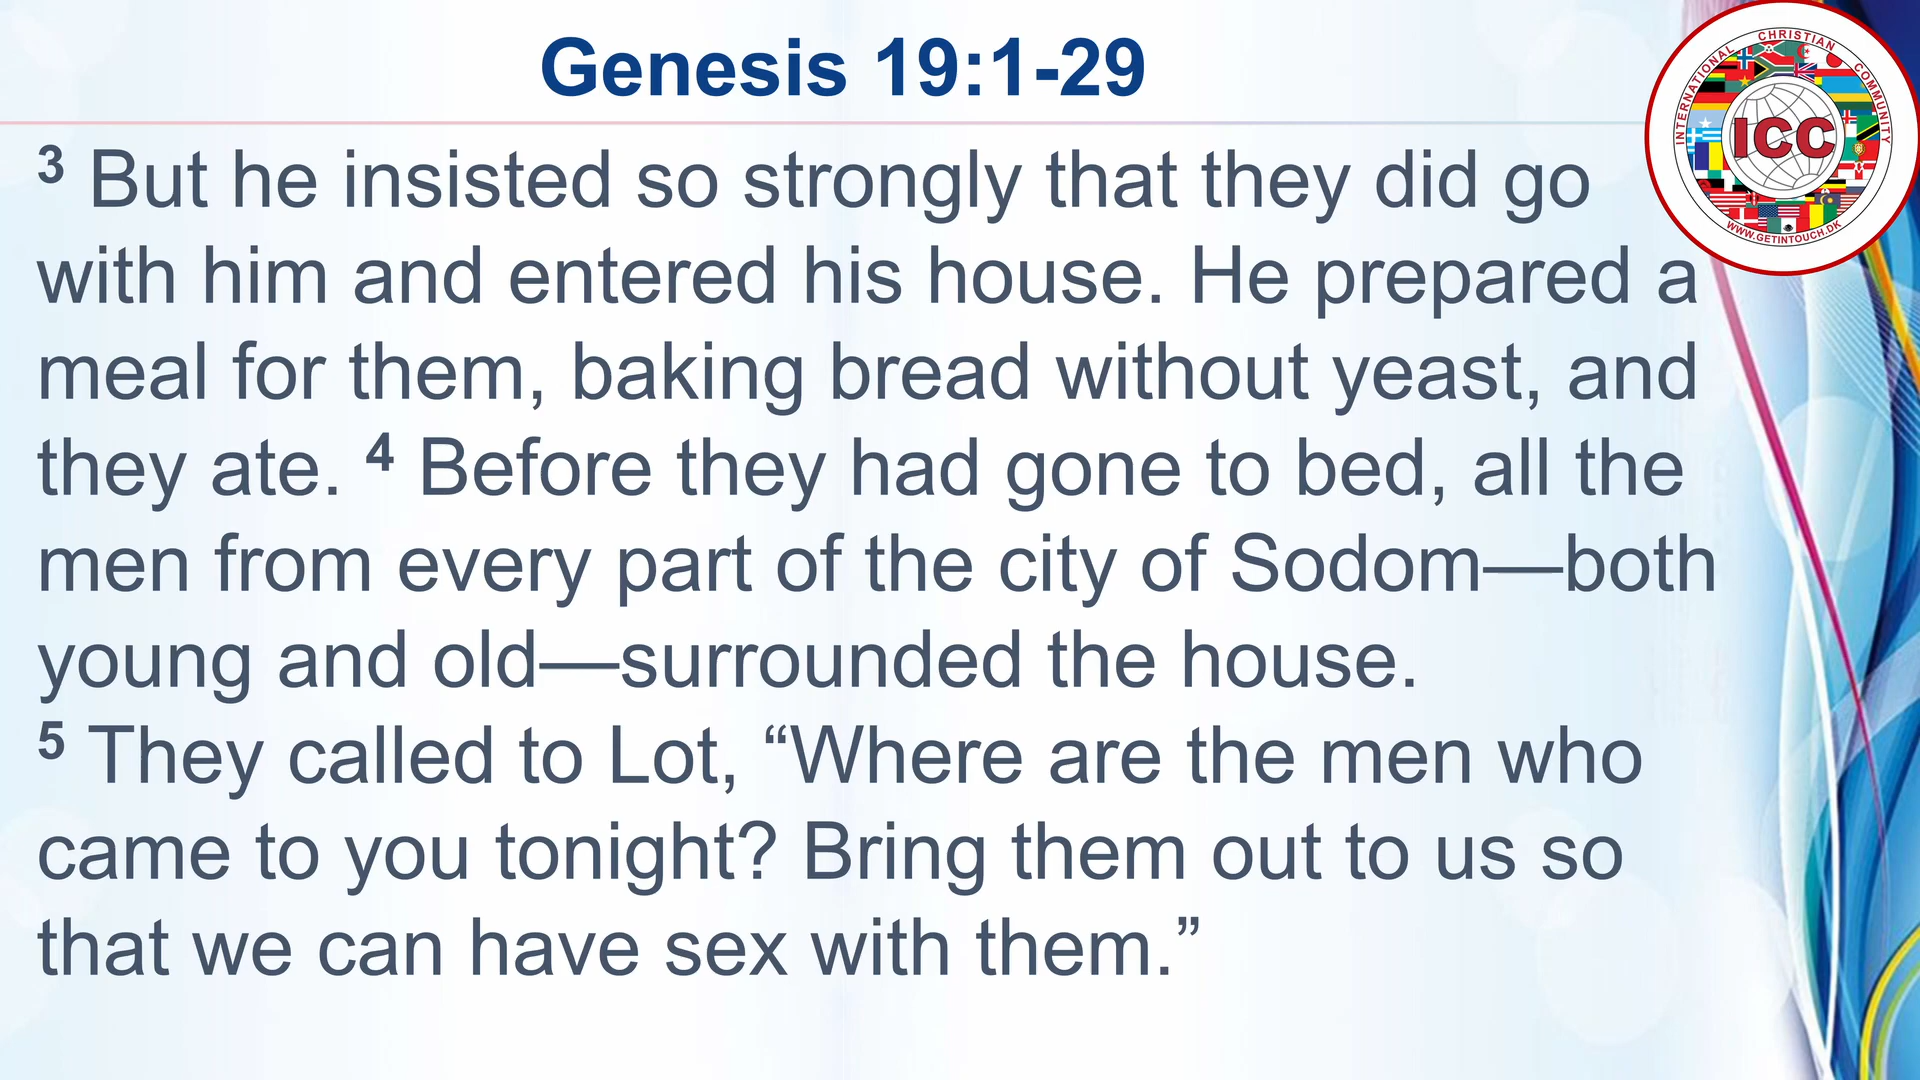 Genesis 19:1-29
INTERNATIONAL CHRISTIAN COMMUNITY
ICC
WWW.GETINTOUCH.DK
³ But he insisted so strongly that they did go
with him and entered his house. He prepared a
meal for them, baking bread without yeast, and
they ate. ⁴ Before they had gone to bed, all the
men from every part of the city of Sodom—both
young and old—surrounded the house.
⁵ They called to Lot, “Where are the men who
came to you tonight? Bring them out to us so
that we can have sex with them.”